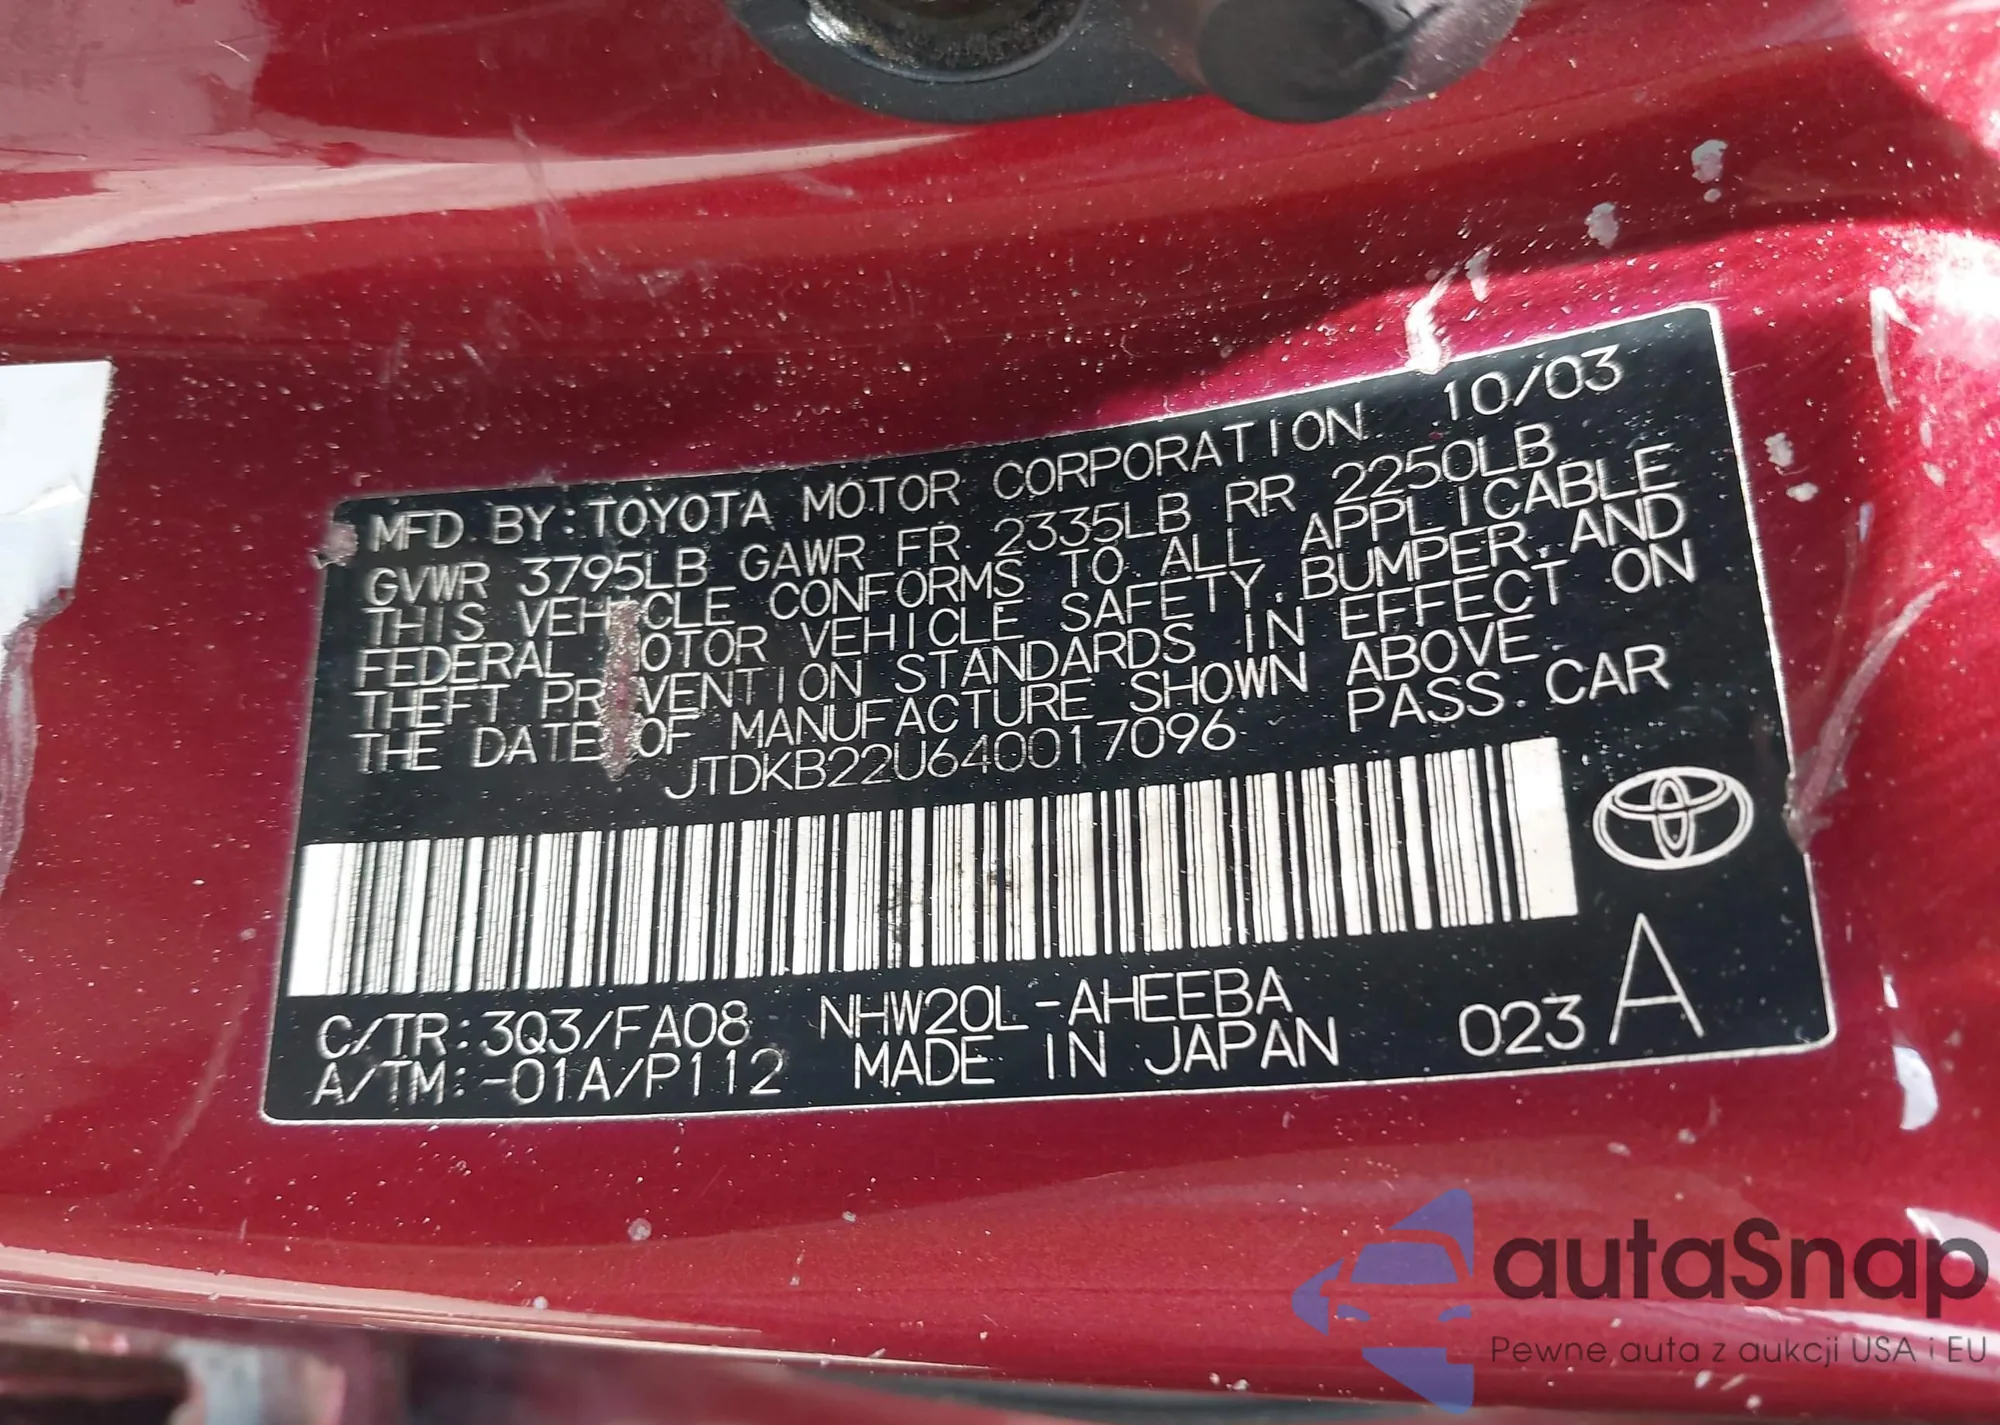 MFD. BY: TOYOTA MOTOR CORPORATION 10/03
GVWR 3795LB GAWR FR 2335LB RR 2250LB
THIS VEHICLE CONFORMS TO ALL APPLICABLE
FEDERAL MOTOR VEHICLE SAFETY, BUMPER, AND
THEFT PREVENTION STANDARDS IN EFFECT ON
THE DATE OF MANUFACTURE SHOWN ABOVE.
JTDKB22U640017096 PASS. CAR
C/TR: 3Q3/FA08 NHW20L-AHEEBA
A/TM: -01A/P112 MADE IN JAPAN 023 A
autaSnap
Pewne auta z aukcji USA i EU